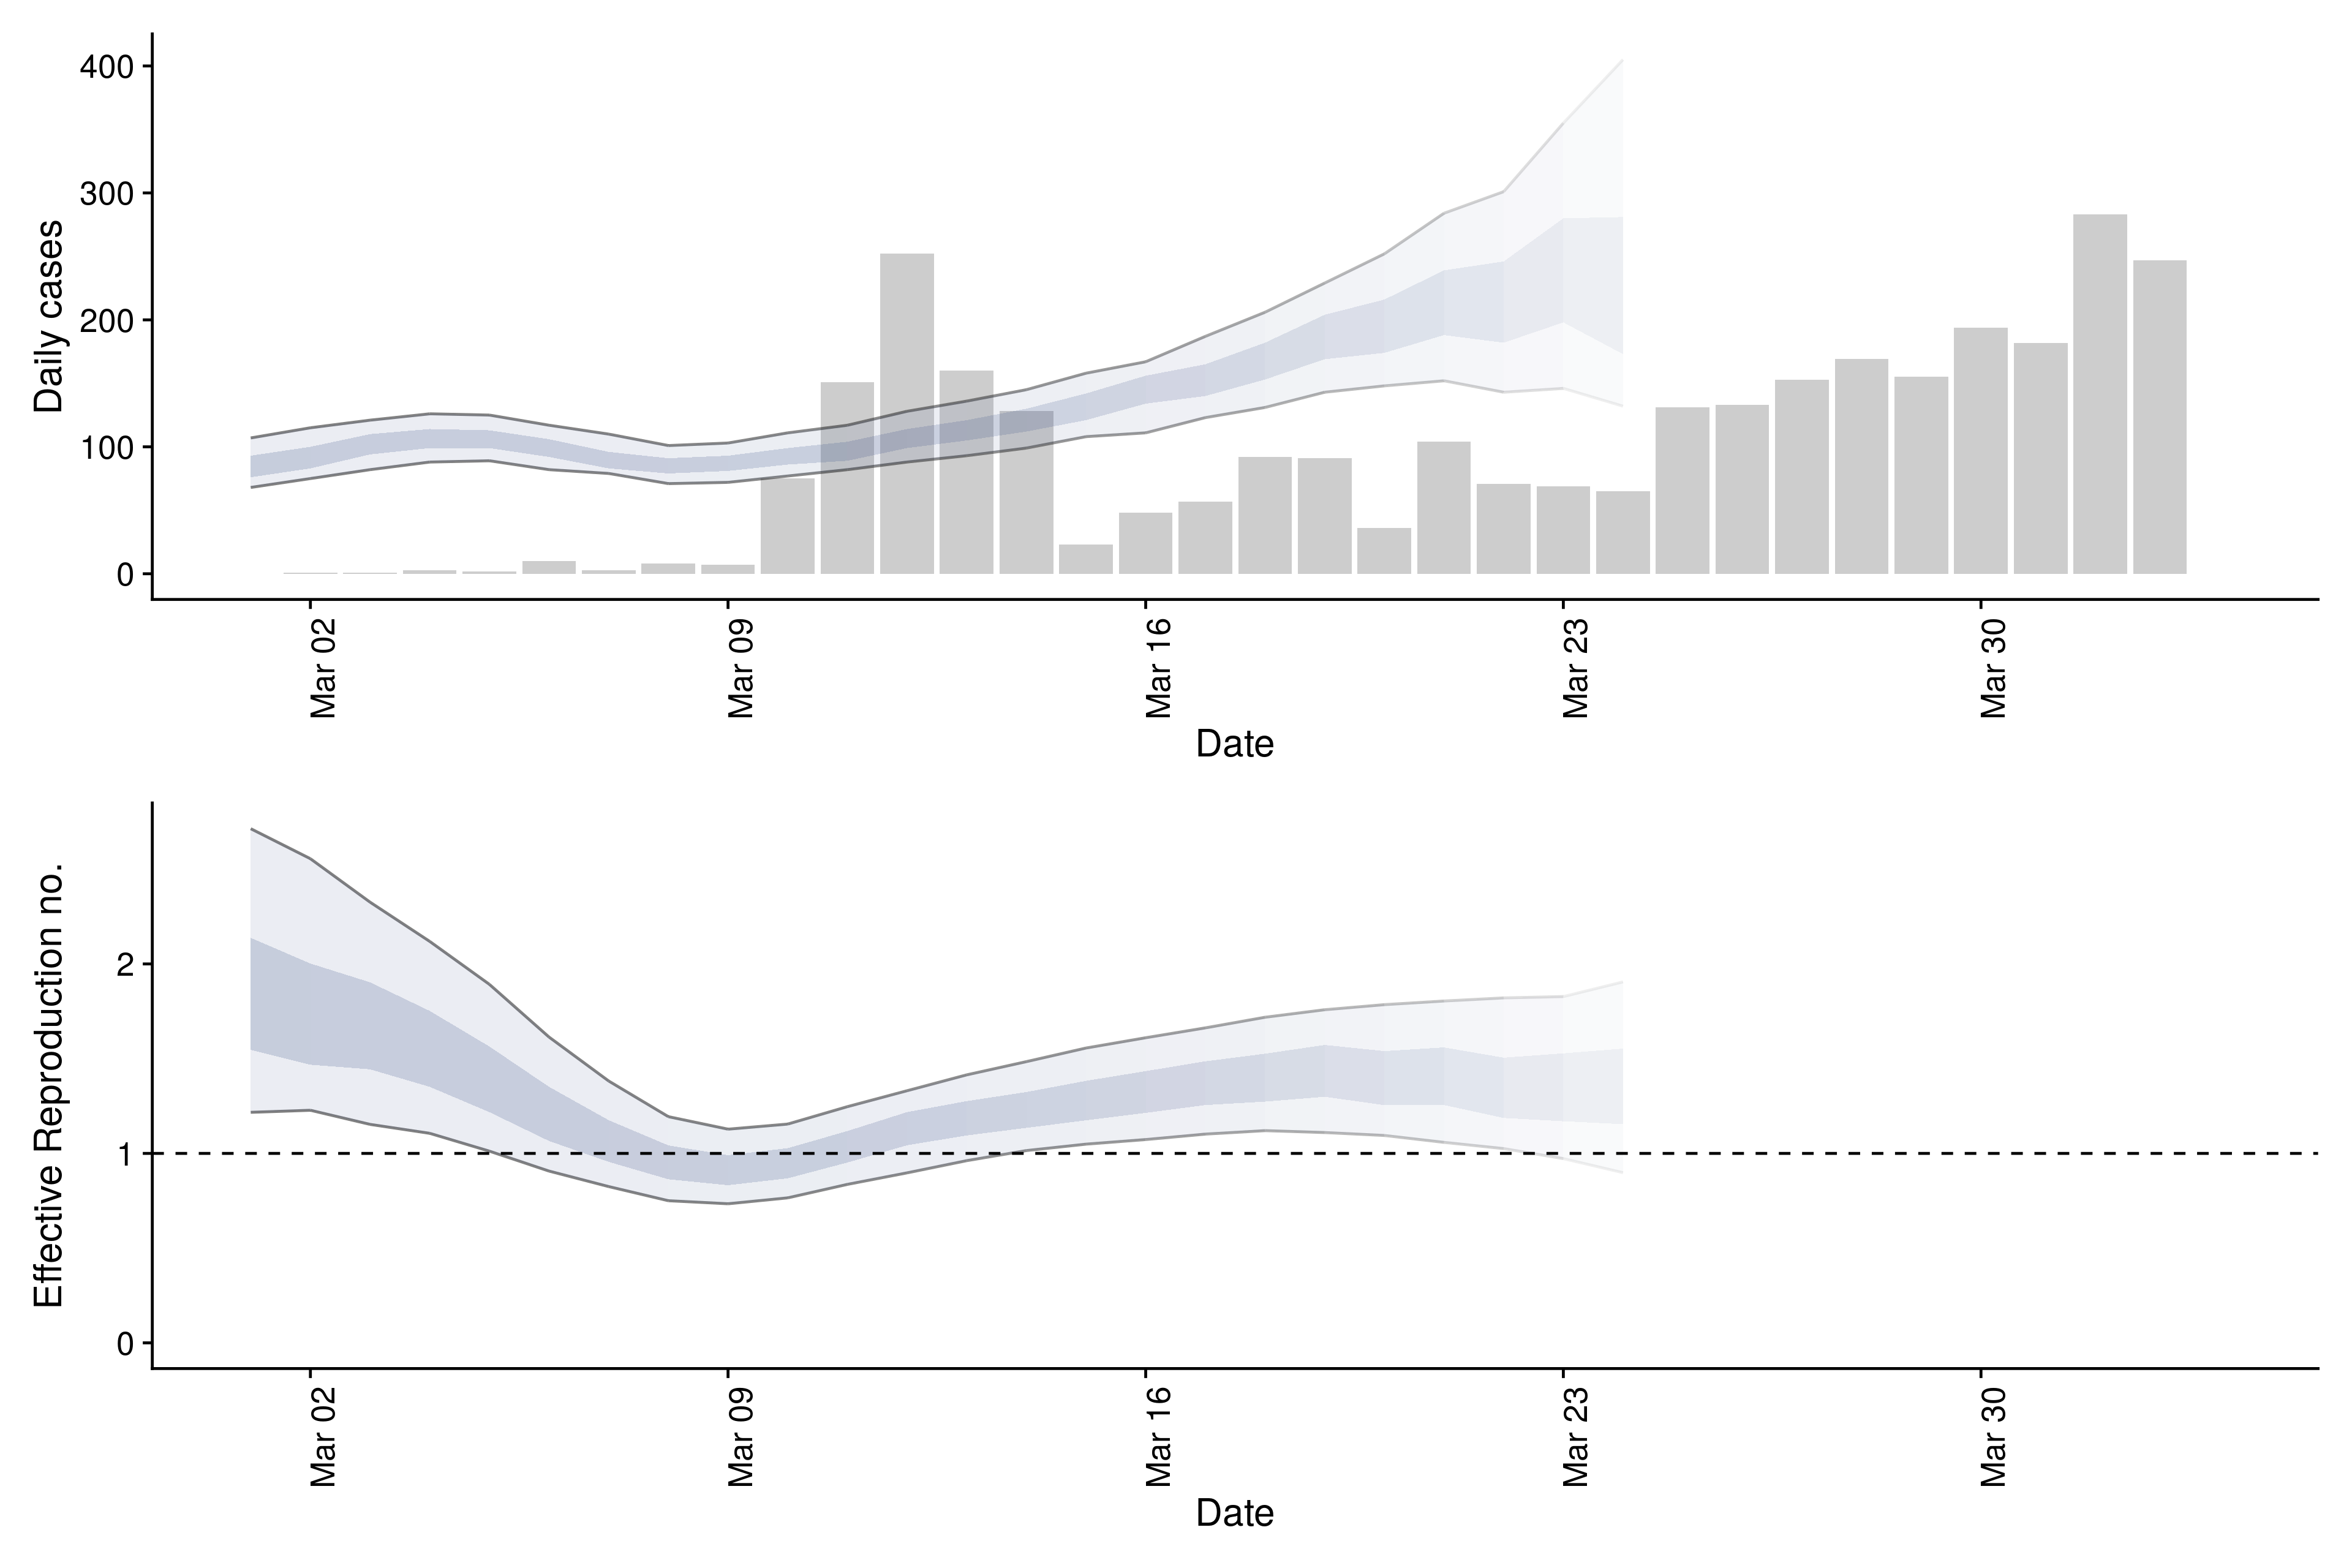 Daily cases
400
300
200
100
0
Mar 02
Mar 09
Mar 16
Mar 23
Mar 30
Date
Effective Reproduction no.
2
1
0
Mar 02
Mar 09
Mar 16
Mar 23
Mar 30
Date